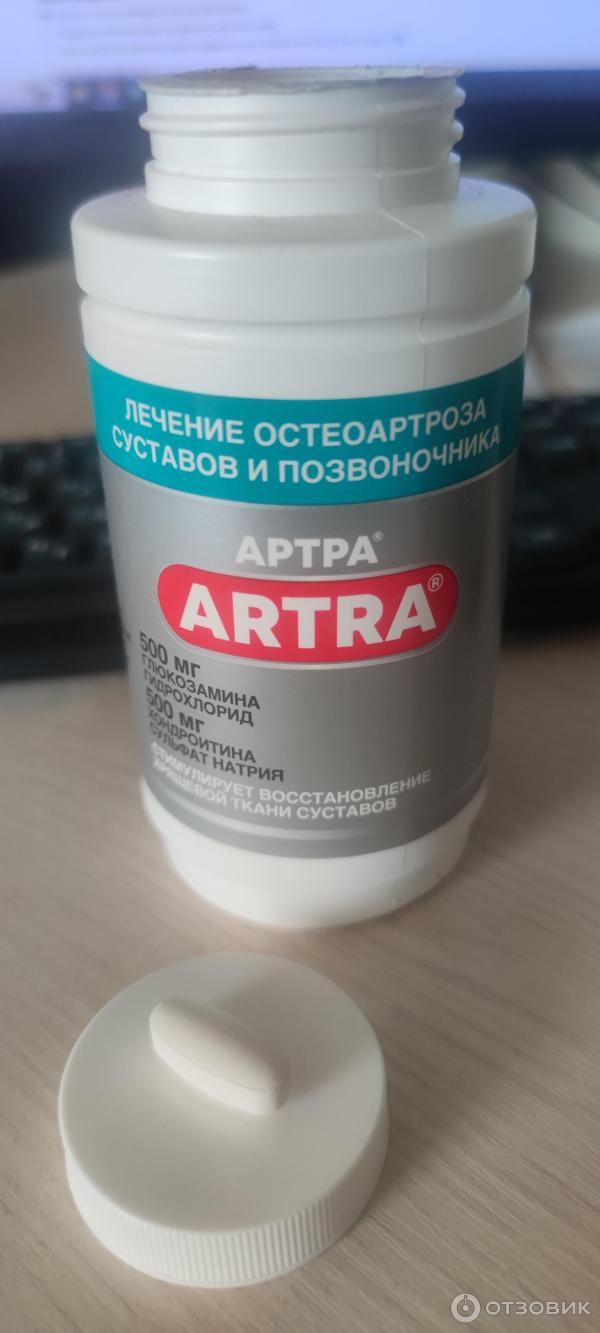 ЛЕЧЕНИЕ ОСТЕОАРТРОЗА
СУСТАВОВ И ПОЗВОНОЧНИКА
АРТРА®
ARTRA®
500 МГ
ГЛЮКОЗАМИНА
ГИДРОХЛОРИД
500 МГ
ХОНДРОИТИНА
СУЛЬФАТ НАТРИЯ
СТИМУЛИРУЕТ ВОССТАНОВЛЕНИЕ
ХРЯЩЕВОЙ ТКАНИ СУСТАВОВ
ОТЗОВИК